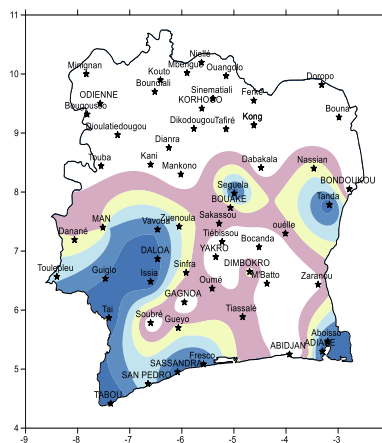 11
Niellé
Mbengué
Ouangolo
Minignan
Kouto
10
Doropo
Boundiali
Sinematiali
Ferké
ODIENNE
KORHOGO
Bougousso
Bouna
Dikodougou
Tafiré
Kong
Djoulatiedougou
9
Dianra
Touba
Kani
Mankono
Dabakala
Nassian
Seguela
BONDOUKOU
8
BOUAKE
Tanda
MAN
Vavoua
Zuenoula
Sakassou
ouélle
Danané
Tiébissou
7
DALOA
YAKRO
Bocanda
Toulepleu
Guiglo
Issia
Sinfra
DIMBOKRO
M'Batto
Zaranou
Oumé
GAGNOA
6
Tai
Soubré
Gueyo
Tiassalé
Aboisso
ABIDJAN
ADIAKE
Fresco
SASSANDRA
5
SAN PEDRO
TABOU
4
-9
-8
-7
-6
-5
-4
-3